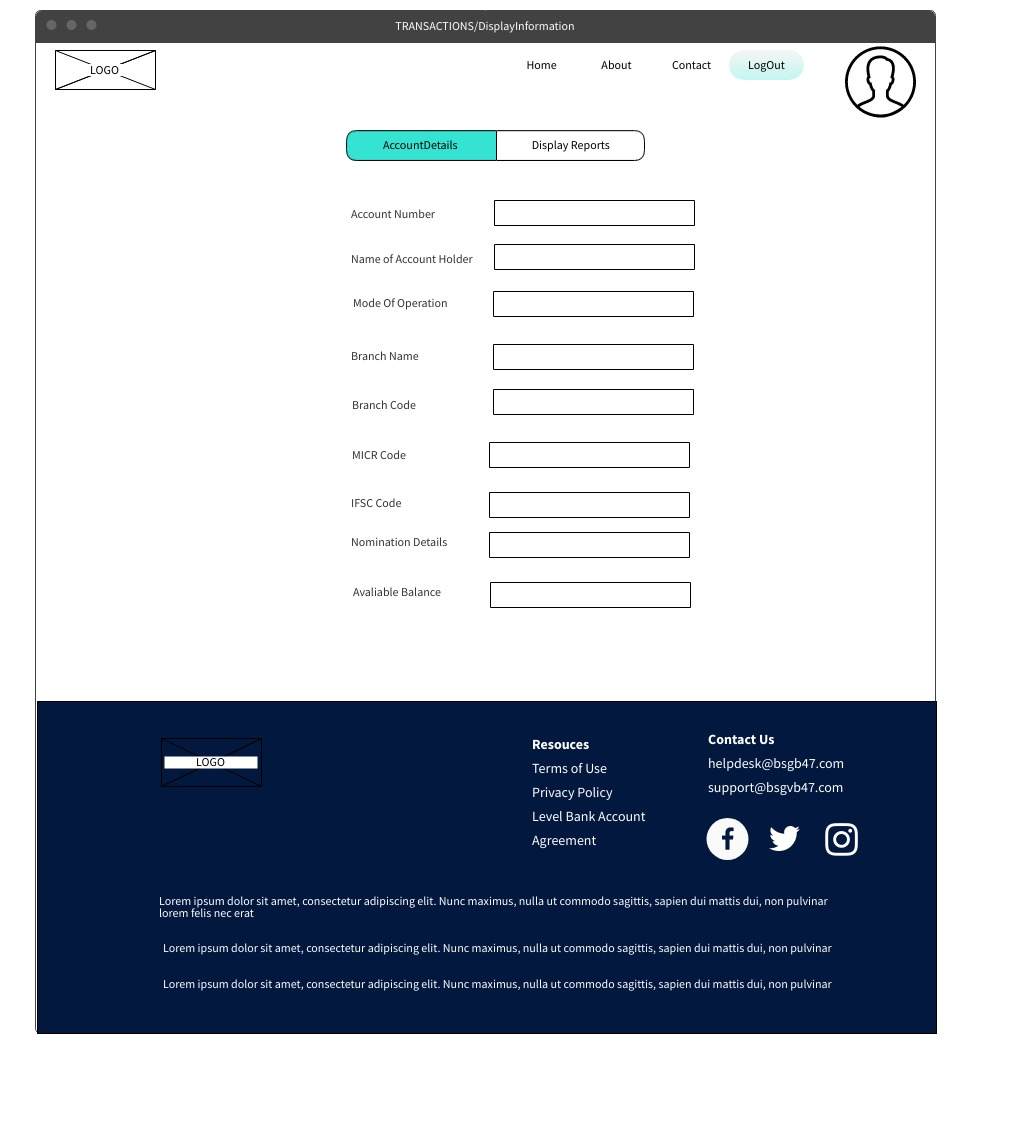 TRANSACTIONS/DisplayInformation
LOGO
Home About Contact LogOut
AccountDetails Display Reports
Account Number
Name of Account Holder
Mode Of Operation
Branch Name
Branch Code
MICR Code
IFSC Code
Nomination Details
Avaliable Balance
LOGO
Resouces
Terms of Use
Privacy Policy
Level Bank Account
Agreement
Contact Us
helpdesk@bsgb47.com
support@bsgvb47.com
Lorem ipsum dolor sit amet, consectetur adipiscing elit. Nunc maximus, nulla ut commodo sagittis, sapien dui mattis dui, non pulvinar
lorem felis nec erat
Lorem ipsum dolor sit amet, consectetur adipiscing elit. Nunc maximus, nulla ut commodo sagittis, sapien dui mattis dui, non pulvinar
Lorem ipsum dolor sit amet, consectetur adipiscing elit. Nunc maximus, nulla ut commodo sagittis, sapien dui mattis dui, non pulvinar